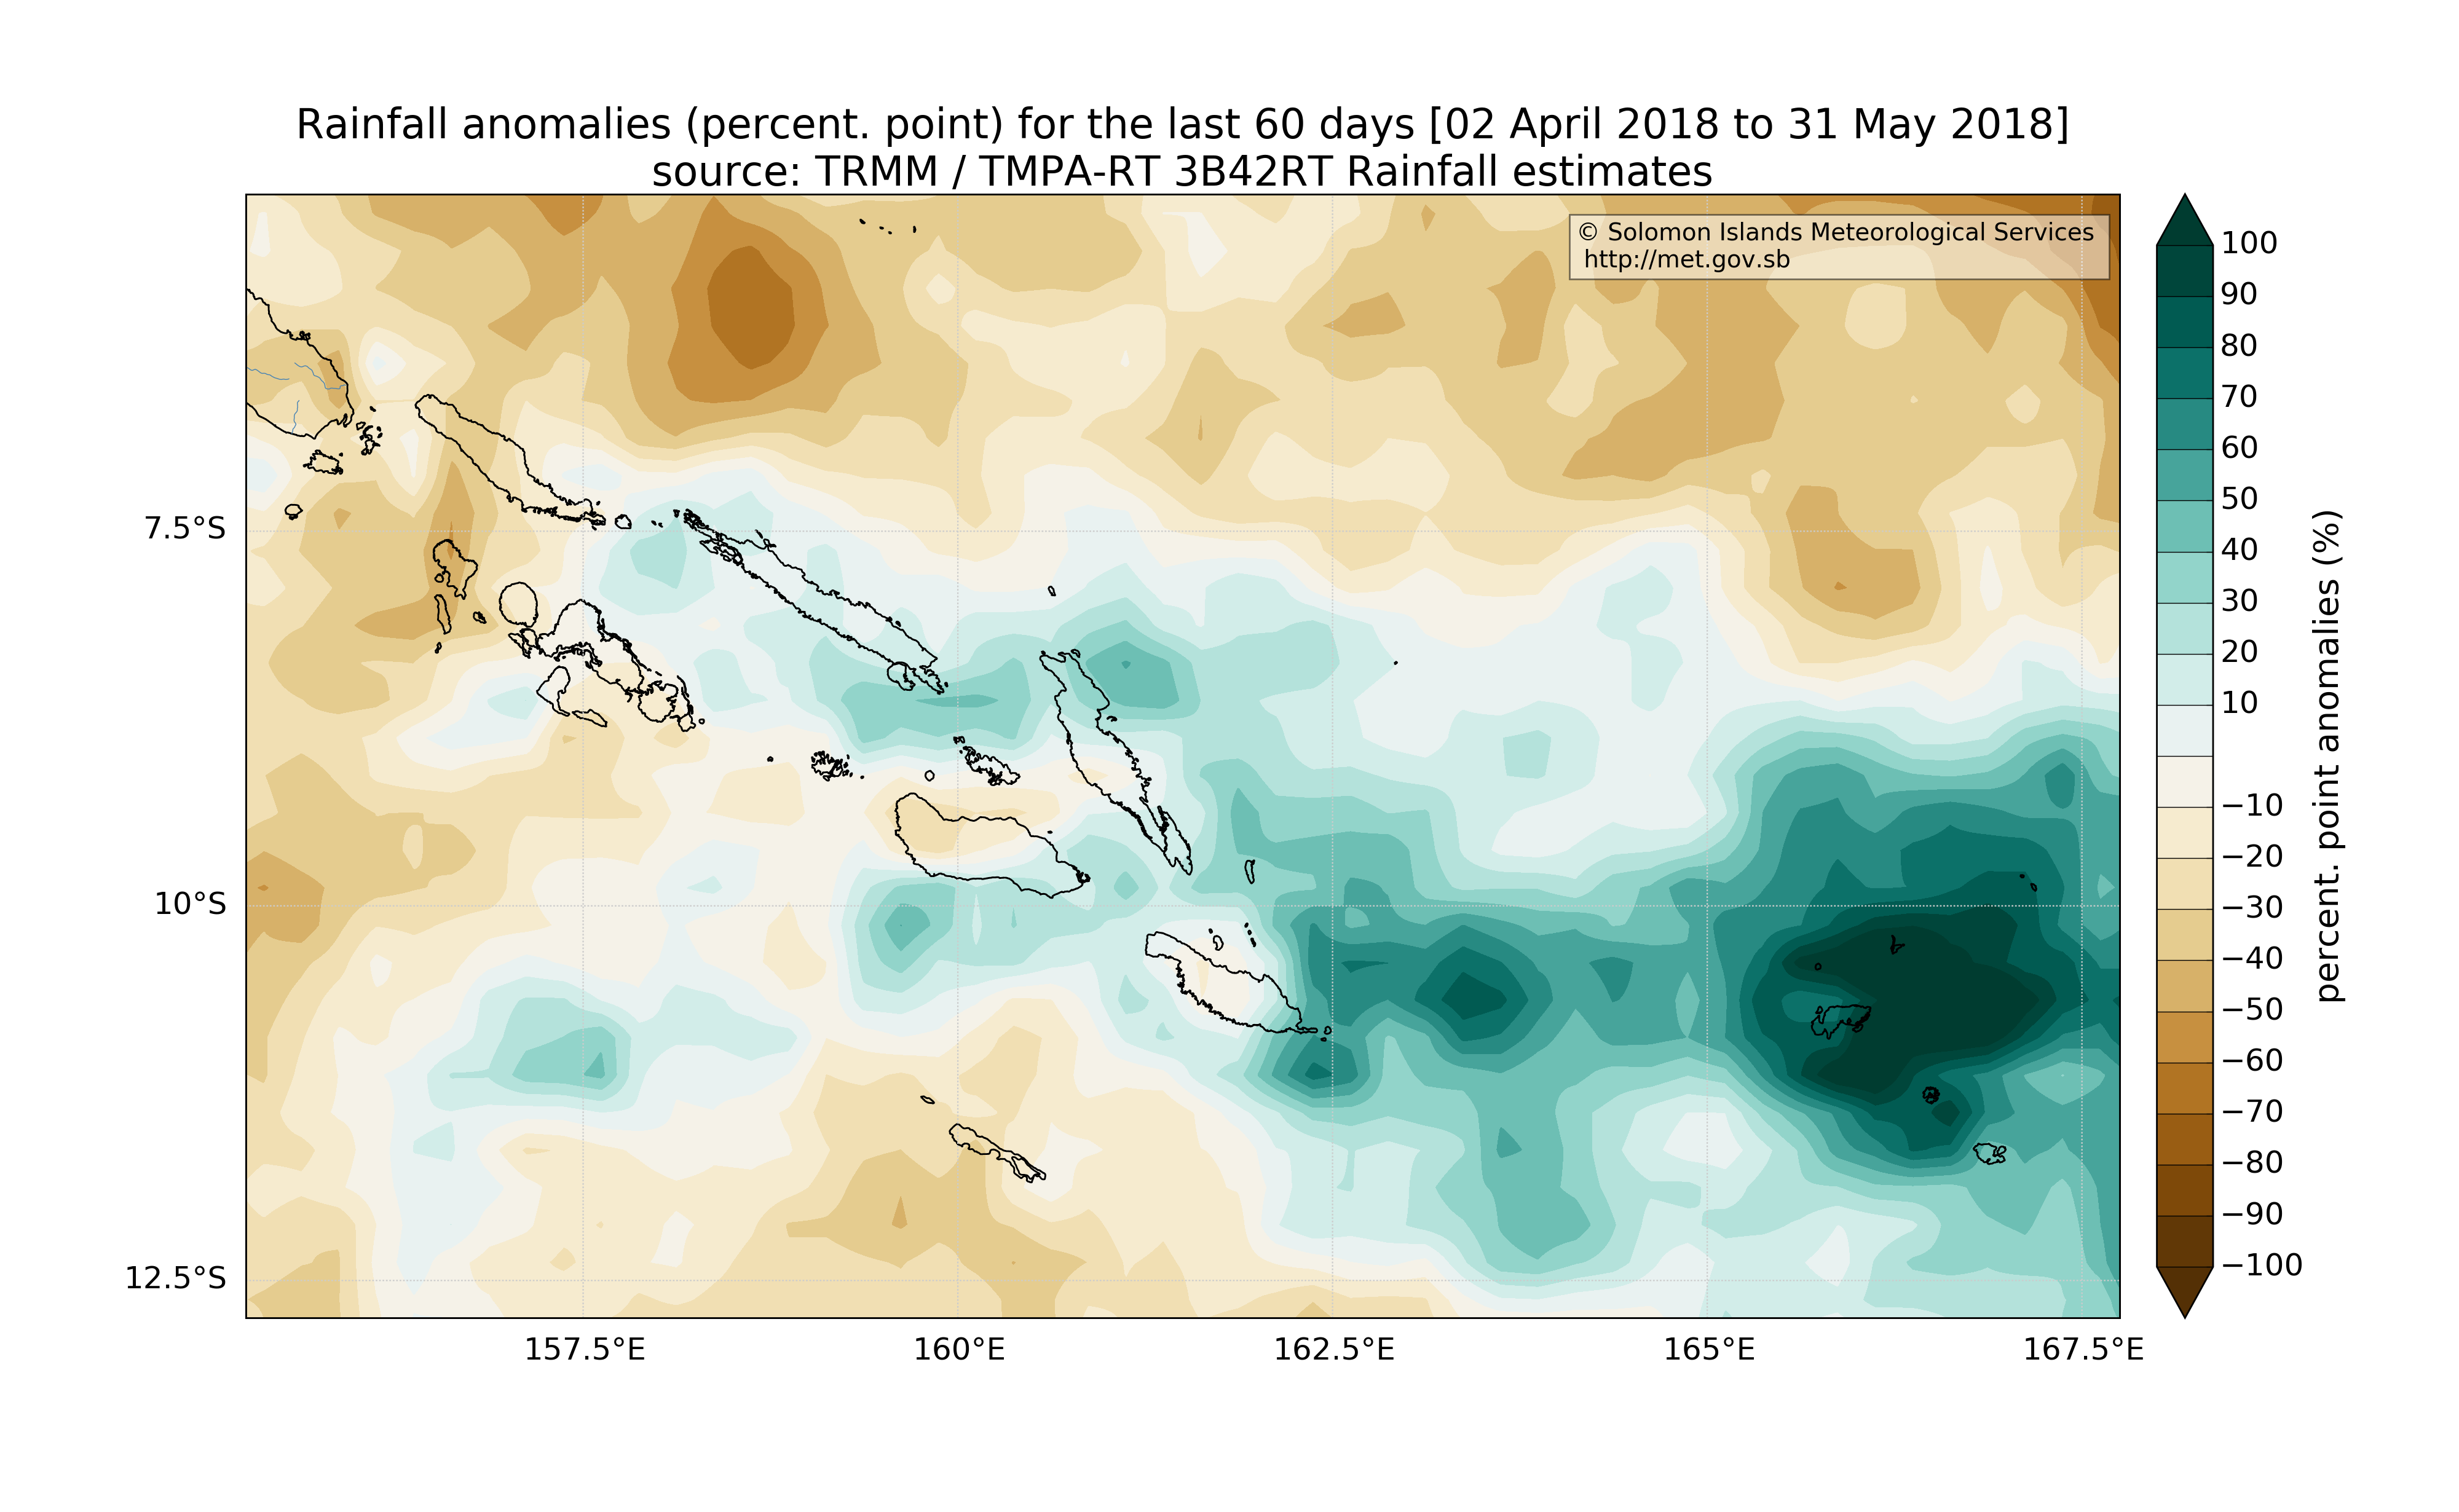 Rainfall anomalies (percent. point) for the last 60 days [02 April 2018 to 31 May 2018]
source: TRMM / TMPA-RT 3B42RT Rainfall estimates
© Solomon Islands Meteorological Services
http://met.gov.sb
7.5°S
10°S
12.5°S
157.5°E
160°E
162.5°E
165°E
167.5°E
100
90
80
70
60
50
40
30
20
10
−10
−20
−30
−40
−50
−60
−70
−80
−90
−100
percent. point anomalies (%)